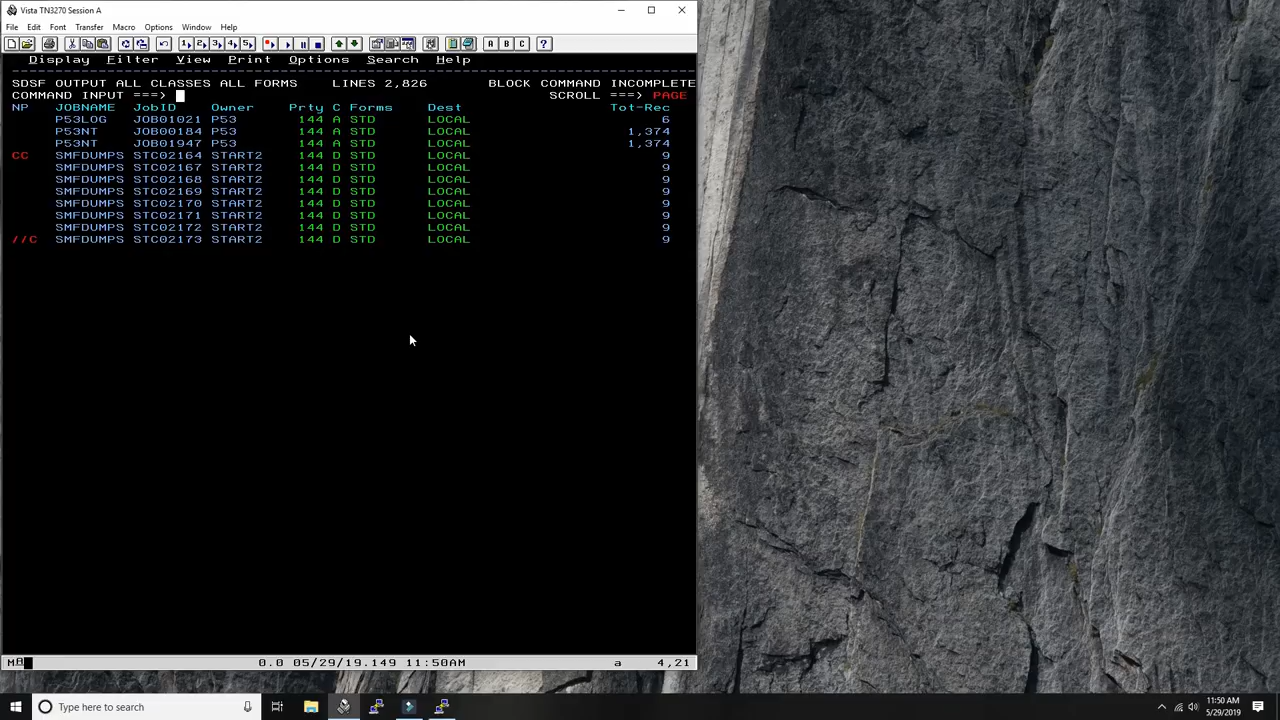 Vista TN3270 Session A
File Edit Font Transfer Macro Options Window Help
1 2 3 4 5 A B C ?
Display Filter View Print Options Search Help
SDSF OUTPUT ALL CLASSES ALL FORMS LINES 2,826 BLOCK COMMAND INCOMPLETE
COMMAND INPUT ===> SCROLL ===> PAGE
NP JOBNAME JobID Owner Prty C Forms Dest Tot-Rec
P53LOG JOB01021 P53 144 A STD LOCAL 6
P53NT JOB00184 P53 144 A STD LOCAL 1,374
P53NT JOB01947 P53 144 A STD LOCAL 1,374
CC SMFDUMPS STC02164 START2 144 D STD LOCAL 9
SMFDUMPS STC02167 START2 144 D STD LOCAL 9
SMFDUMPS STC02168 START2 144 D STD LOCAL 9
SMFDUMPS STC02169 START2 144 D STD LOCAL 9
SMFDUMPS STC02170 START2 144 D STD LOCAL 9
SMFDUMPS STC02171 START2 144 D STD LOCAL 9
SMFDUMPS STC02172 START2 144 D STD LOCAL 9
//C SMFDUMPS STC02173 START2 144 D STD LOCAL 9
0.0 05/29/19.149 11:50AM a 4,21
Type here to search
11:50 AM
5/29/2019